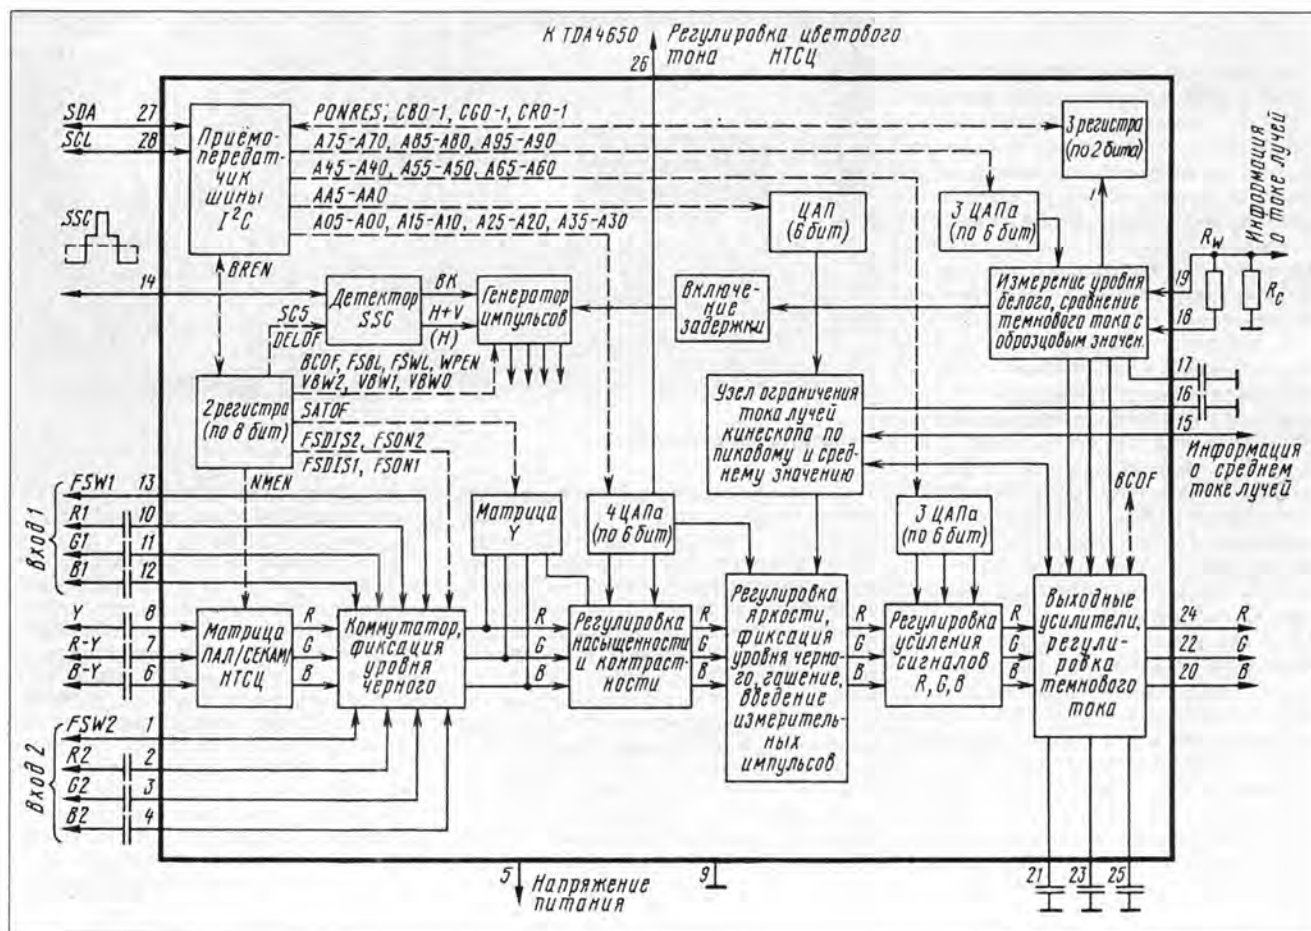 К TDA4650
Регулировка цветового
тона НТСЦ
26
SDA 27
SCL 28
Приёмо-
передат-
чик
шины
I²C
PONRES, CB0-1, CG0-1, CR0-1
A75-A70, A85-A80, A95-A90
A45-A40, A55-A50, A65-A60
AA5-AA0
A05-A00, A15-A10, A25-A20, A35-A30
3 регистра
(по 2 бита)
ЦАП
(6 бит)
3 ЦАПа
(по 6 бит)
Информация
о токе лучей
SSC
14
BREN
Детектор
SSC
BK
H+V
(H)
Генератор
импульсов
Включе-
ние
задержки
Измерение уровня
белого, сравнение
темнового тока с
образцовым значен.
19
18
Rw
Rc
17
16
15
SC5
DELOF
BCOF, FSBL, FSWL, WPEN
VBW2, VBW1, VBW0
2 регистра
(по 8 бит)
SATOF
FSDIS2, FSON2
FSDIS1, FSON1
NMEN
Узел ограничения
тока лучей
кинескопа по
пиковому и сред-
нему значению
Информация
о среднем
токе лучей
BCOF
Вход 1
FSW1 13
R1 10
G1 11
B1 12
Матрица
Y
4 ЦАПа
(по 6 бит)
3 ЦАПа
(по 6 бит)
Y 8
R-Y 7
B-Y 6
Матрица
ПАЛ/СЕКАМ/
НТСЦ
R
G
B
Коммутатор,
фиксация
уровня
чёрного
R
G
B
Регулировка
насыщенности
и контраст-
ности
R
G
B
Регулировка
яркости,
фиксация
уровня черно-
го, гашение,
введение
измеритель-
ных
импульсов
R
G
B
Регулировка
усиления
сигналов
R, G, B
R
G
B
Выходные
усилители,
регули-
ровка
темнового
тока
24 R
22 G
20 B
Вход 2
FSW2 1
R2 2
G2 3
B2 4
5 Напряжение
питания
9
21
23
25